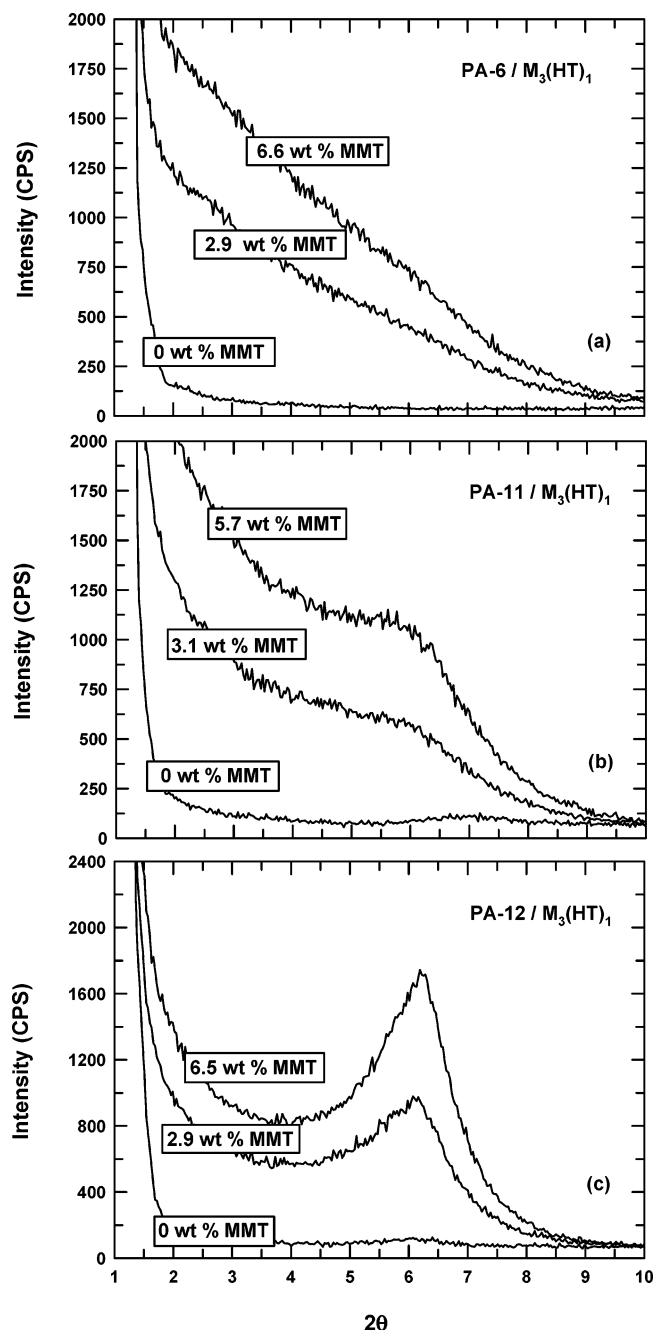 2000
1750
1500
1250
1000
750
500
250
0
Intensity (CPS)
PA-6 / M3(HT)1
6.6 wt % MMT
2.9 wt % MMT
0 wt % MMT
(a)
2000
1750
1500
1250
1000
750
500
250
0
Intensity (CPS)
PA-11 / M3(HT)1
5.7 wt % MMT
3.1 wt % MMT
0 wt % MMT
(b)
2400
2000
1600
1200
800
400
0
Intensity (CPS)
PA-12 / M3(HT)1
6.5 wt % MMT
2.9 wt % MMT
0 wt % MMT
(c)
1 2 3 4 5 6 7 8 9 10
2θ